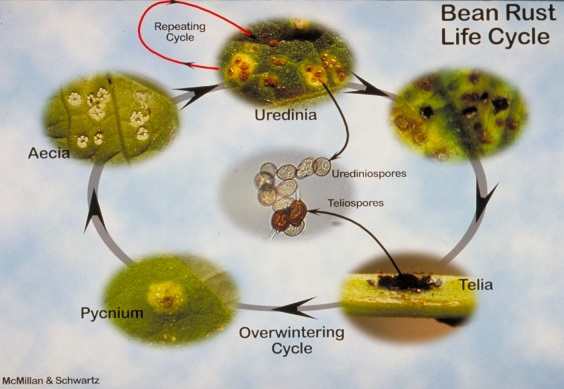 Bean Rust
Life Cycle
Repeating
Cycle
Uredinia
Aecia
Urediniospores
Teliospores
Telia
Pycnium
Overwintering
Cycle
McMillan & Schwartz